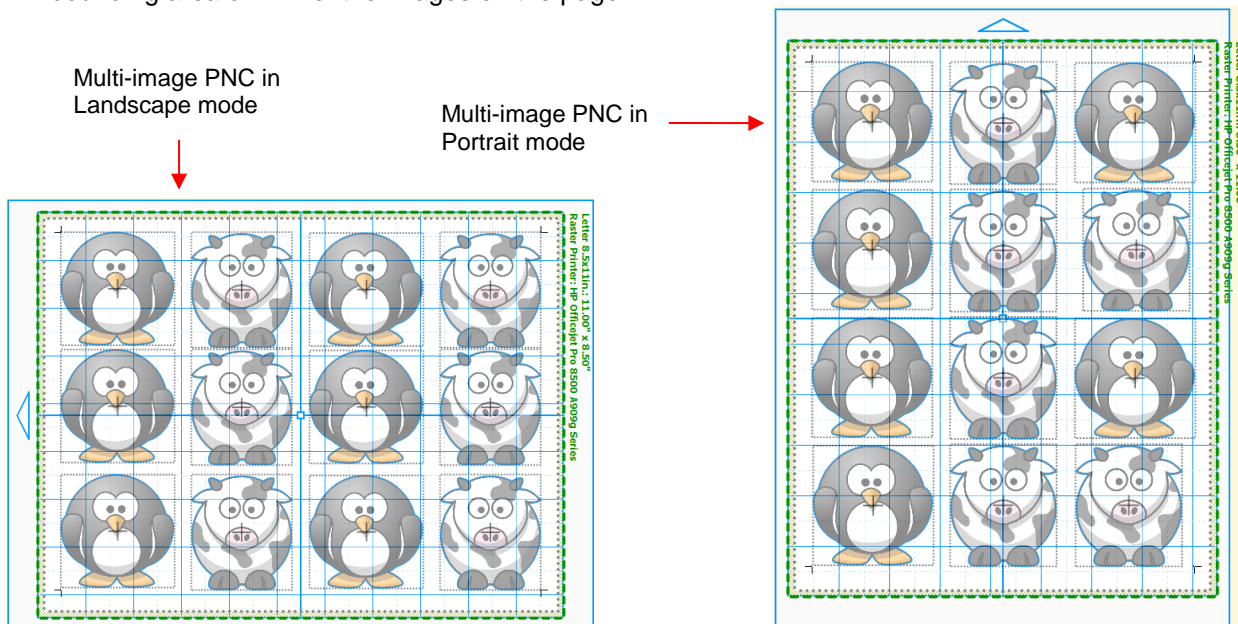 Multi-image PNC in
Landscape mode
Multi-image PNC in
Portrait mode
Letter 8.5x11in.: 11.00" x 8.50"
Raster Printer: HP Officejet Pro 8500 A909g Series
Raster Printer: HP Officejet Pro 8500 A909g Series